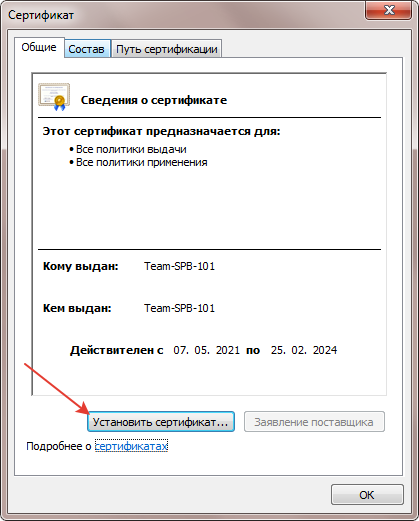 Сертификат
Общие Состав Путь сертификации
Сведения о сертификате
Этот сертификат предназначается для:
• Все политики выдачи
• Все политики применения
Кому выдан: Team-SPB-101
Кем выдан: Team-SPB-101
Действителен с 07. 05. 2021 по 25. 02. 2024
Установить сертификат... Заявление поставщика
Подробнее о сертификатах
ОК